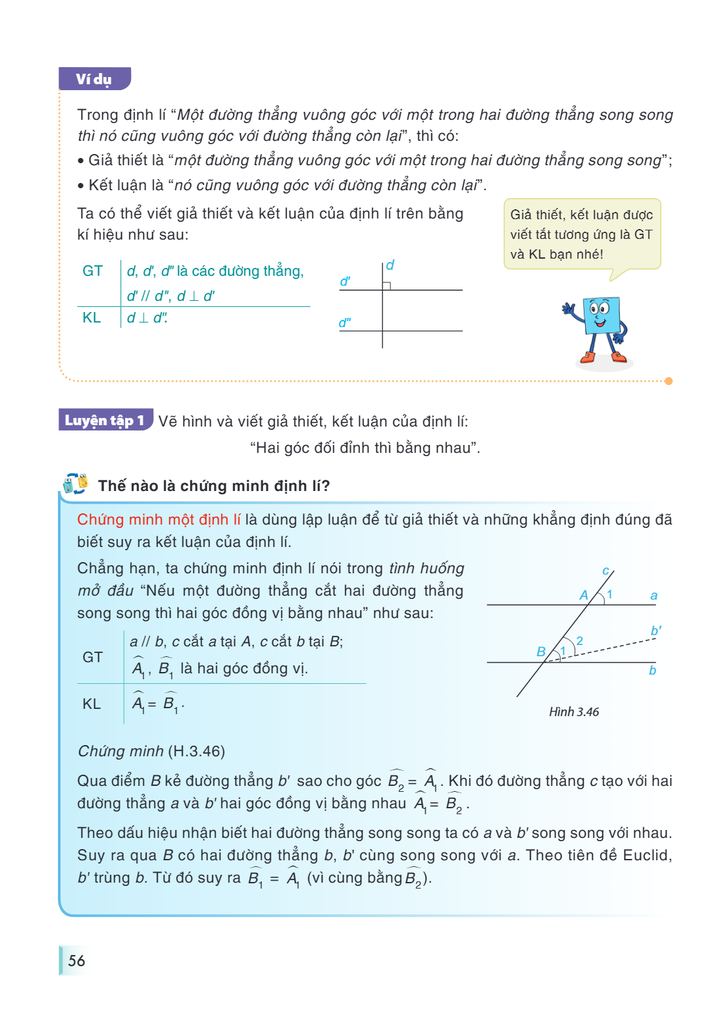 Ví dụ
Trong định lí “Một đường thẳng vuông góc với một trong hai đường thẳng song song
thì nó cũng vuông góc với đường thẳng còn lại”, thì có:
• Giả thiết là “một đường thẳng vuông góc với một trong hai đường thẳng song song”;
• Kết luận là “nó cũng vuông góc với đường thẳng còn lại”.
Ta có thể viết giả thiết và kết luận của định lí trên bằng
kí hiệu như sau:
Giả thiết, kết luận được
viết tắt tương ứng là GT
và KL bạn nhé!
GT d, d', d" là các đường thẳng,
d' // d", d ⊥ d'
KL d ⊥ d".
d
d'
d"
Luyện tập 1 Vẽ hình và viết giả thiết, kết luận của định lí:
“Hai góc đối đỉnh thì bằng nhau”.
Thế nào là chứng minh định lí?
Chứng minh một định lí là dùng lập luận để từ giả thiết và những khẳng định đúng đã
biết suy ra kết luận của định lí.
Chẳng hạn, ta chứng minh định lí nói trong tình huống
mở đầu “Nếu một đường thẳng cắt hai đường thẳng
song song thì hai góc đồng vị bằng nhau” như sau:
GT a // b, c cắt a tại A, c cắt b tại B;
Â₁, B̂₁ là hai góc đồng vị.
KL Â₁ = B̂₁.
c
A 1 a
b'
2
B 1
b
Hình 3.46
Chứng minh (H.3.46)
Qua điểm B kẻ đường thẳng b' sao cho góc B̂₂ = Â₁. Khi đó đường thẳng c tạo với hai
đường thẳng a và b' hai góc đồng vị bằng nhau Â₁ = B̂₂.
Theo dấu hiệu nhận biết hai đường thẳng song song ta có a và b' song song với nhau.
Suy ra qua B có hai đường thẳng b, b' cùng song song với a. Theo tiên đề Euclid,
b' trùng b. Từ đó suy ra B̂₁ = Â₁ (vì cùng bằng B̂₂).
56